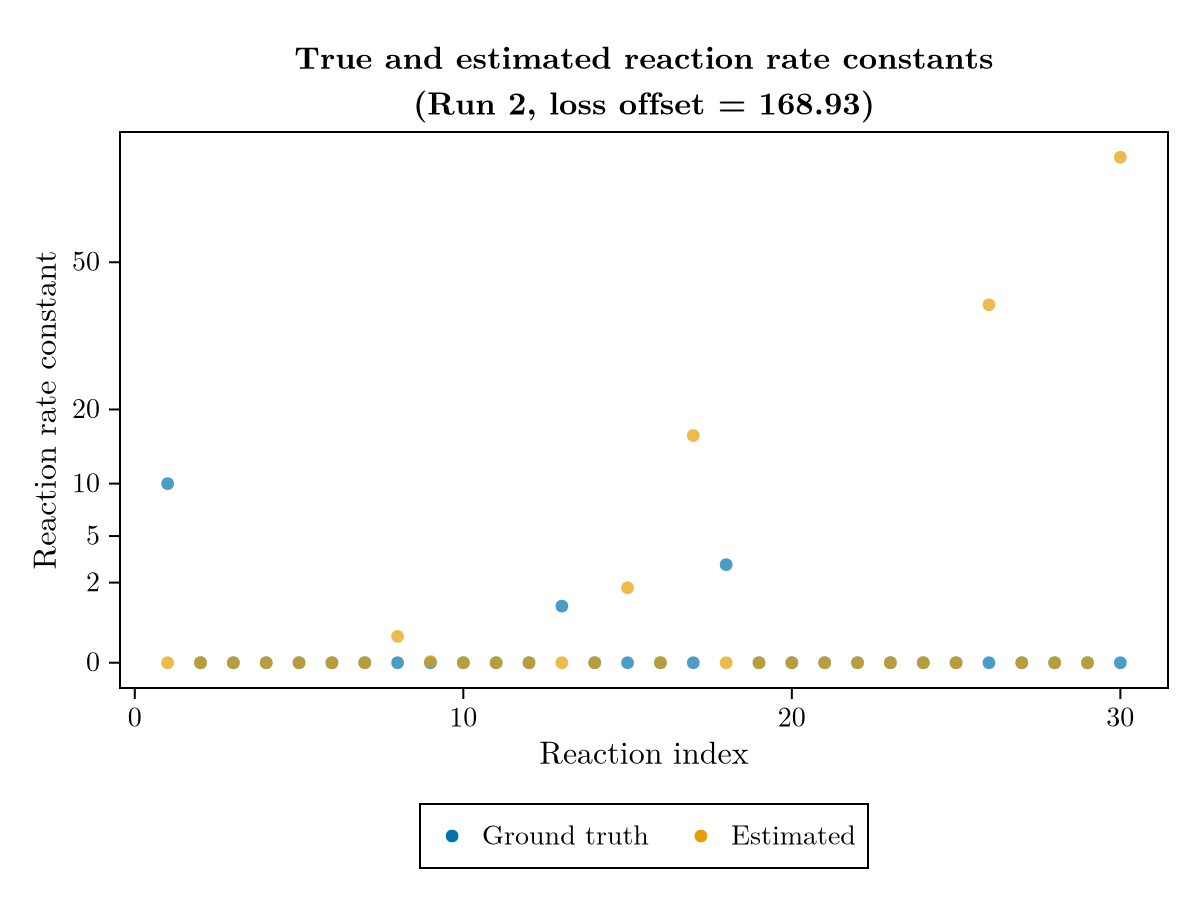 True and estimated reaction rate constants
(Run 2, loss offset = 168.93)
Reaction rate constant
50
20
10
5
2
0
0 10 20 30
Reaction index
Ground truth Estimated